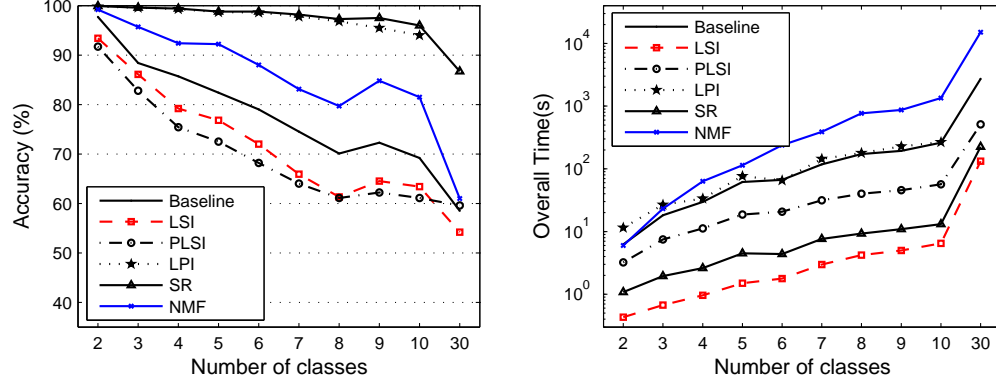 100
90
80
70
60
50
40
Accuracy (%)
Baseline
LSI
PLSI
LPI
SR
NMF
2 3 4 5 6 7 8 9 10 30
Number of classes
10^4
10^3
10^2
10^1
10^0
Overall Time(s)
Baseline
LSI
PLSI
LPI
SR
NMF
2 3 4 5 6 7 8 9 10 30
Number of classes